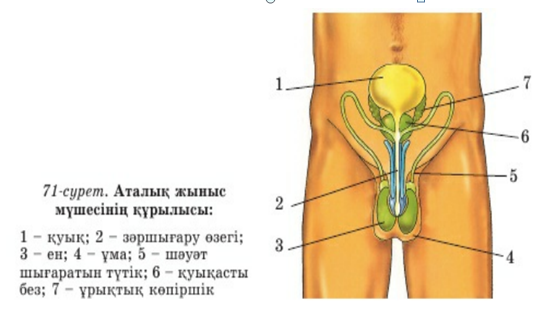 71-сурет. Аталық жыныс
мүшесінің құрылысы:
1 – қуық; 2 – зәршығару өзегі;
3 – ен; 4 – ұма; 5 – шәуәт
шығаратын түтік; 6 – қуықасты
без; 7 – ұрықтық көпіршік
1
7
6
5
2
3
4